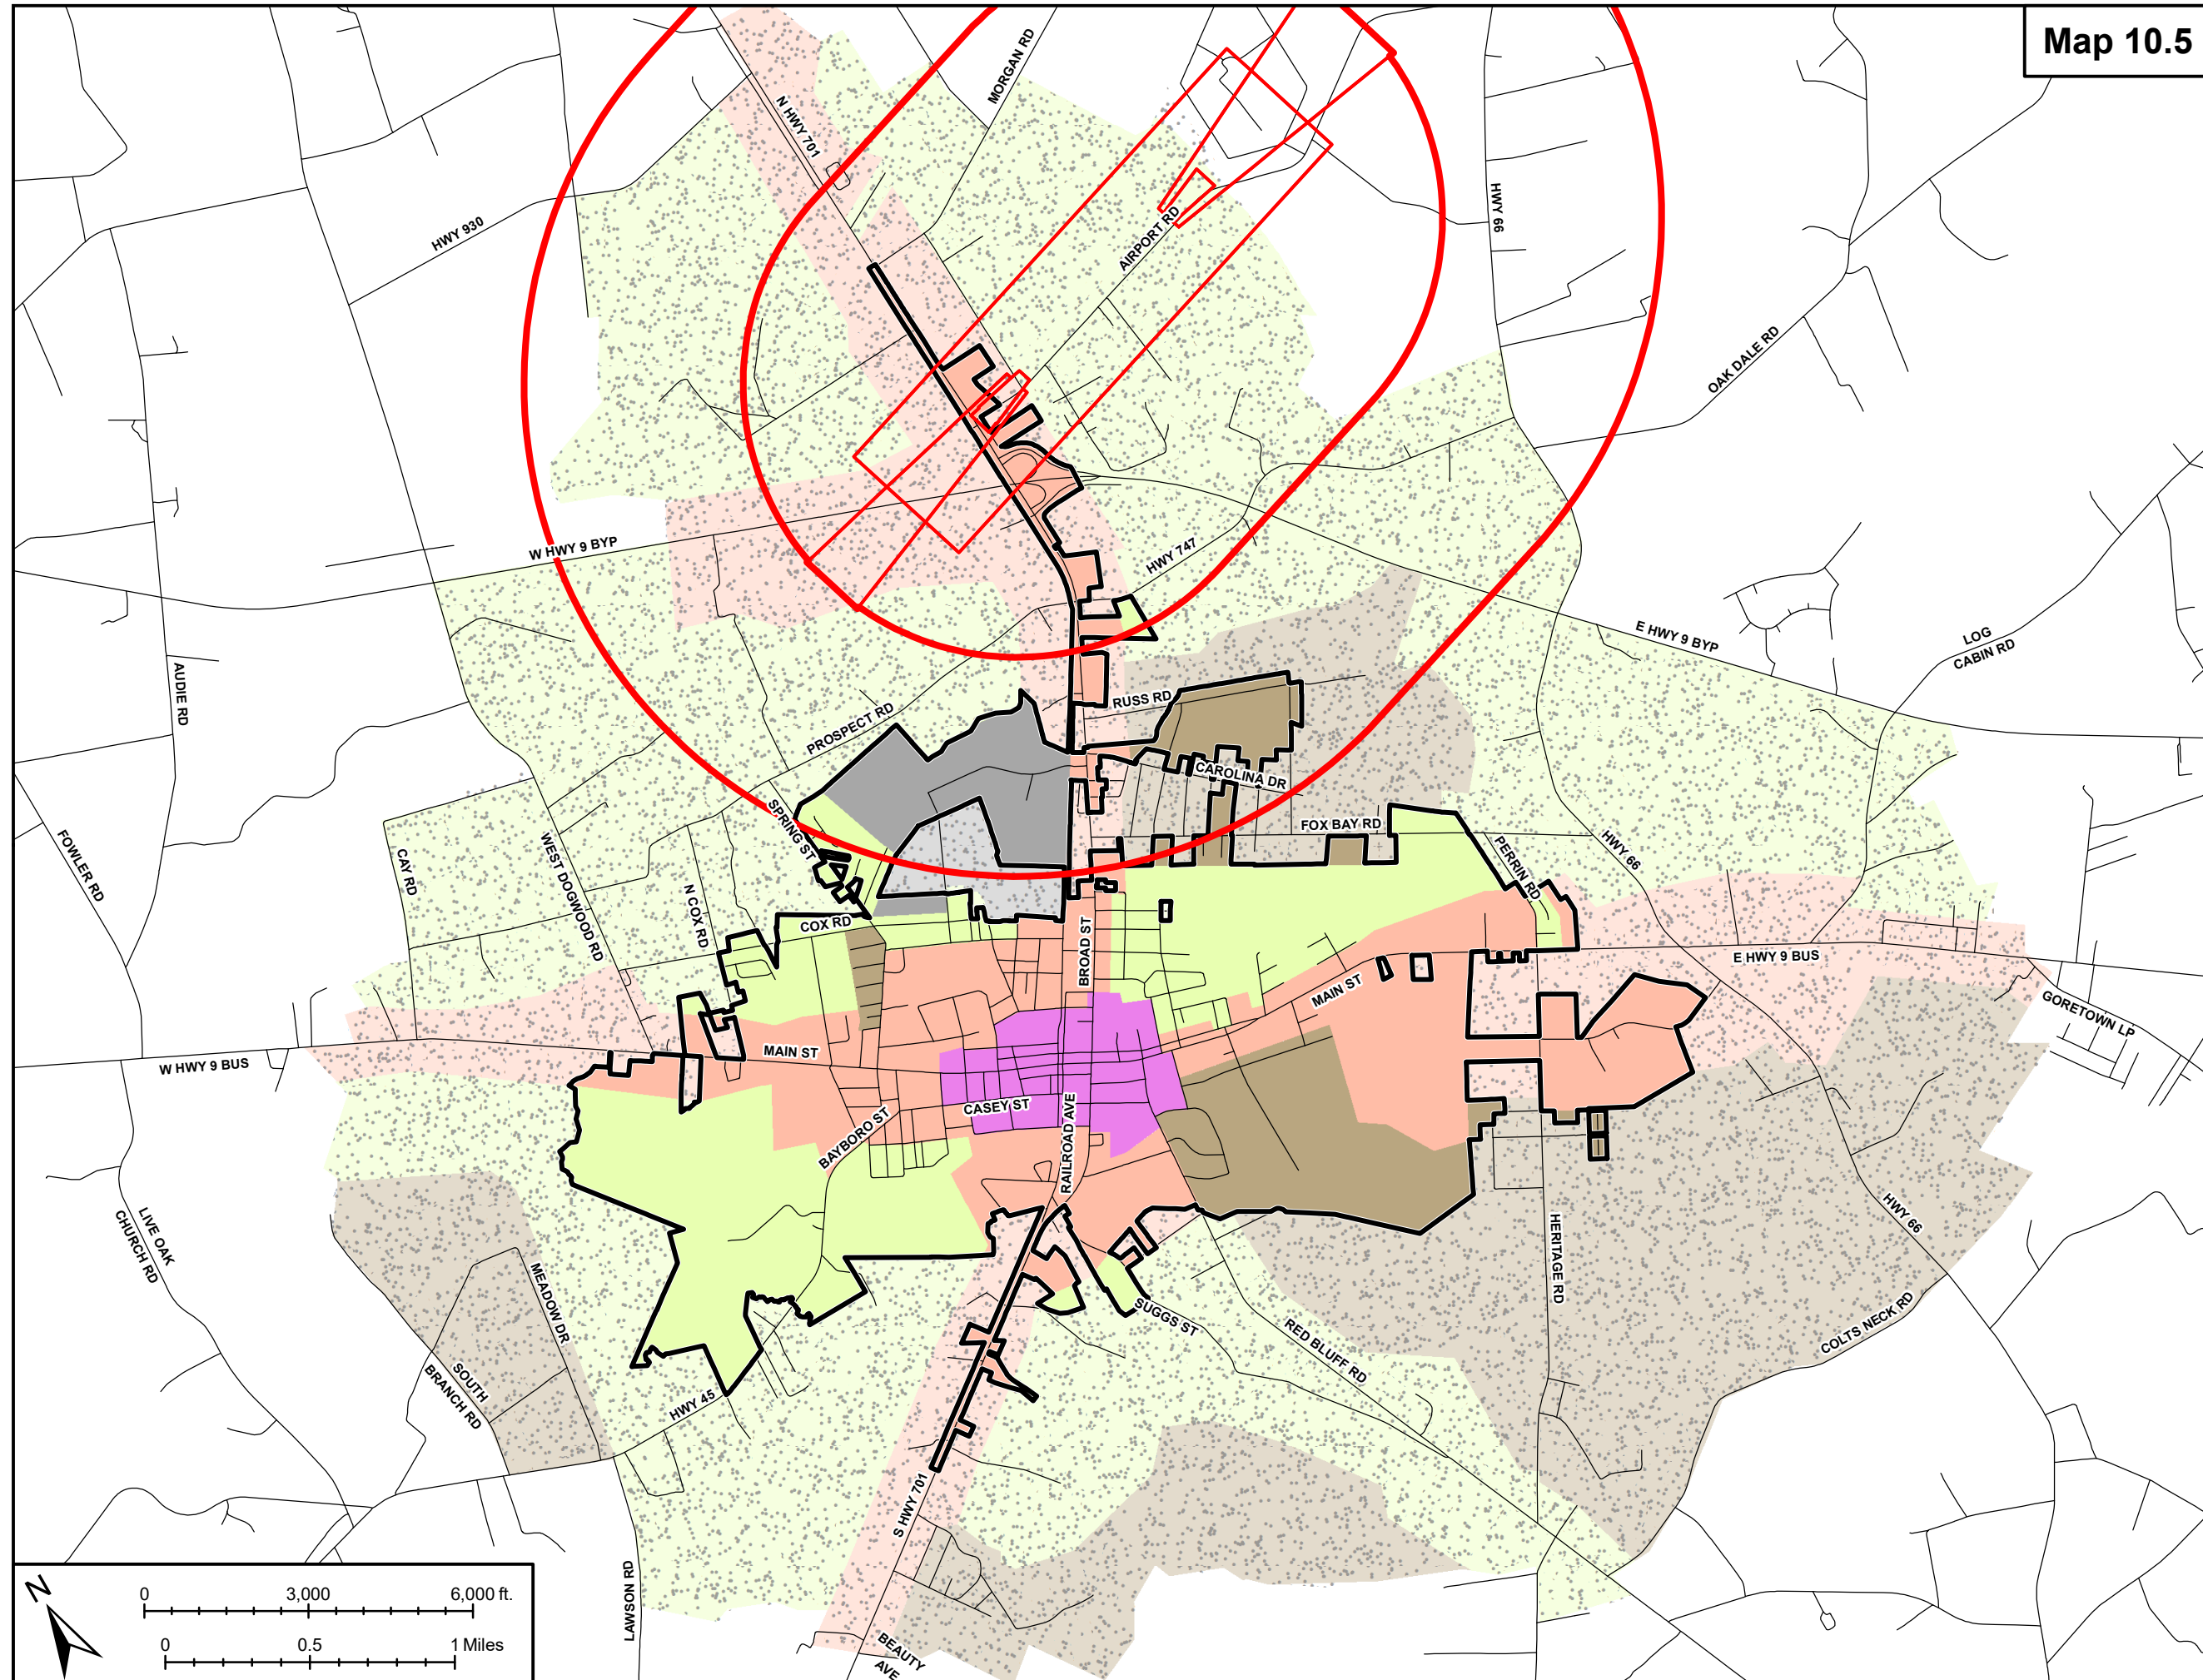 Map 10.5
MORGAN RD
N HWY 701
HWY 930
AIRPORT RD
HWY 66
OAK DALE RD
W HWY 9 BYP
HWY 747
E HWY 9 BYP
LOG
CABIN RD
AUDIE RD
RUSS RD
PROSPECT RD
CAROLINA DR
SPRING ST
FOX BAY RD
FOWLER RD
CAY RD
WEST DOGWOOD RD
N COX RD
PERRIN RD
HWY 66
COX RD
BROAD ST
E HWY 9 BUS
MAIN ST
GORETOWN LP
MAIN ST
W HWY 9 BUS
CASEY ST
BAYBORO ST
RAILROAD AVE
LIVE OAK
CHURCH RD
HWY 66
HERITAGE RD
MEADOW DR
SUGGS ST
RED BLUFF RD
COLTS NECK RD
SOUTH
BRANCH RD
HWY 45
S HWY 701
LAWSON RD
BEAUTY
AVE
N
0 3,000 6,000 ft.
0 0.5 1 Miles